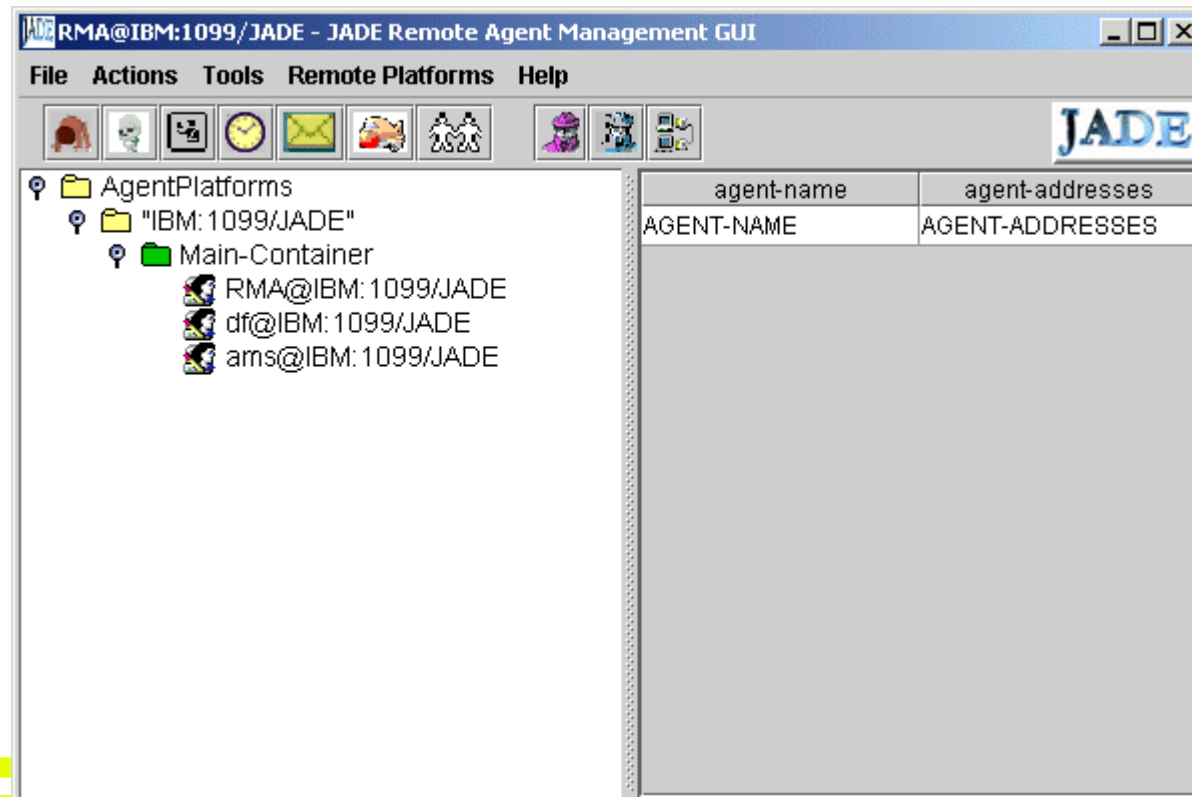 RMA@IBM:1099/JADE - JADE Remote Agent Management GUI
File Actions Tools Remote Platforms Help
JADE
AgentPlatforms
"IBM:1099/JADE"
Main-Container
RMA@IBM:1099/JADE
df@IBM:1099/JADE
ams@IBM:1099/JADE
agent-name agent-addresses
AGENT-NAME AGENT-ADDRESSES